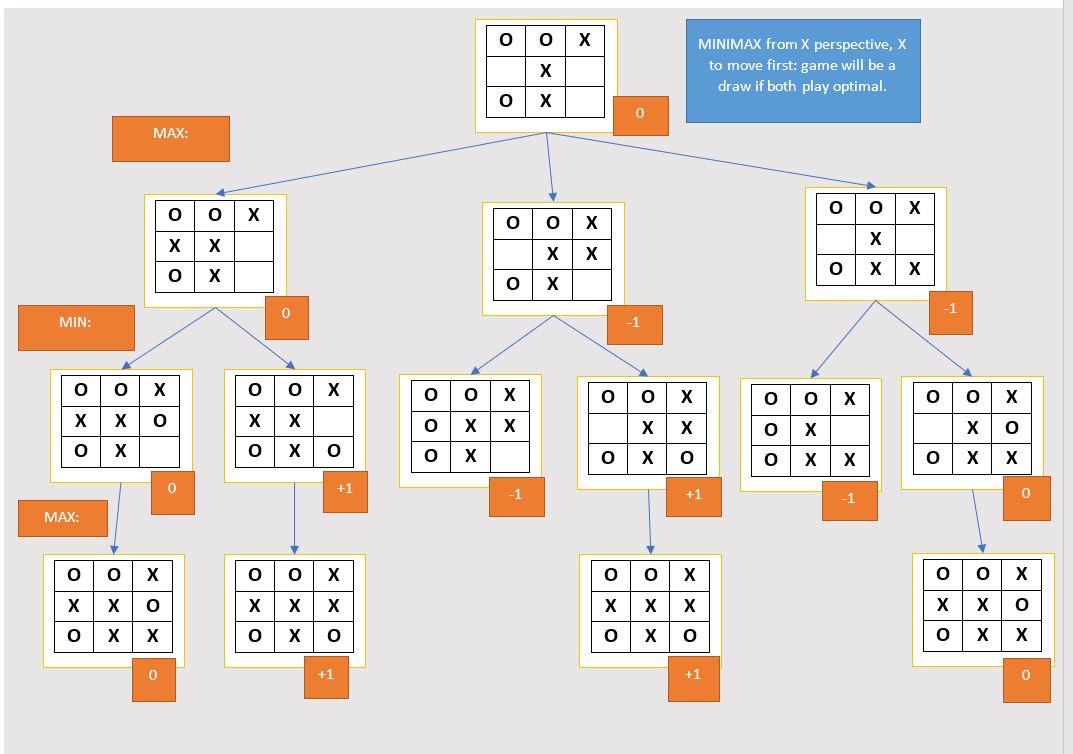 O O X
X
O X
MINIMAX from X perspective, X
to move first: game will be a
draw if both play optimal.
0
MAX:
O O X
X X
O X
0
O O X
X X
O X
-1
O O X
X
O X X
-1
MIN:
O O X
X X O
O X
0
O O X
X X
O X O
+1
O O X
O X X
O X
-1
O O X
X X
O X O
+1
O O X
O X
O X X
-1
O O X
X O
O X X
0
MAX:
O O X
X X O
O X X
0
O O X
X X X
O X O
+1
O O X
X X X
O X O
+1
O O X
X X O
O X X
0